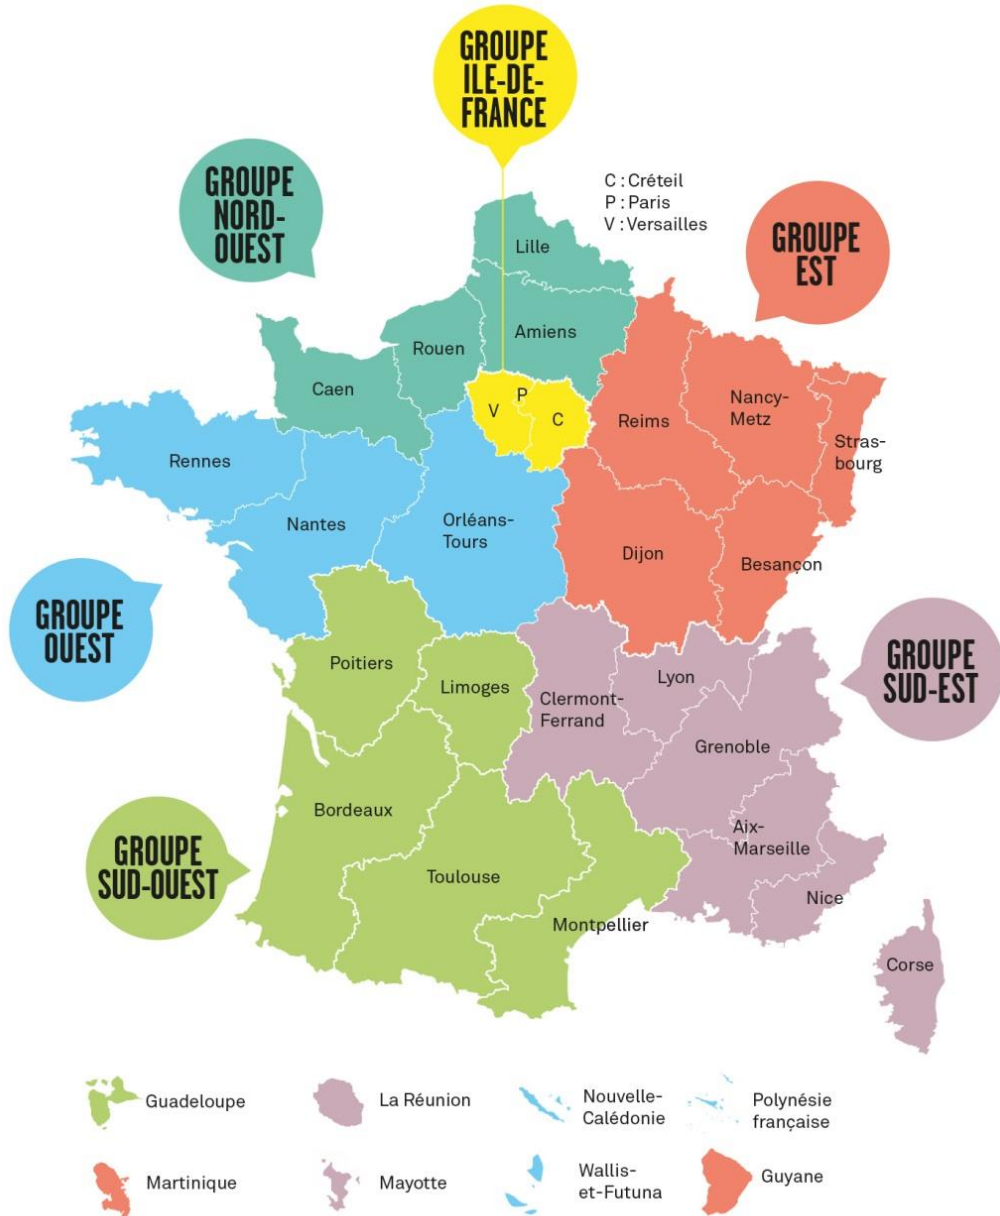 GROUPE
ILE-DE-
FRANCE
GROUPE
NORD-
OUEST
C : Créteil
P : Paris
V : Versailles
GROUPE
EST
Lille
Amiens
Rouen
Caen
P
V
C
Reims
Nancy-
Metz
Stras-
bourg
Rennes
Nantes
Orléans-
Tours
Dijon
Besançon
GROUPE
OUEST
GROUPE
SUD-EST
Poitiers
Limoges
Clermont-
Ferrand
Lyon
Grenoble
Bordeaux
Aix-
Marseille
GROUPE
SUD-OUEST
Toulouse
Nice
Montpellier
Corse
Guadeloupe
La Réunion
Nouvelle-
Calédonie
Polynésie
française
Martinique
Mayotte
Wallis-
et-Futuna
Guyane